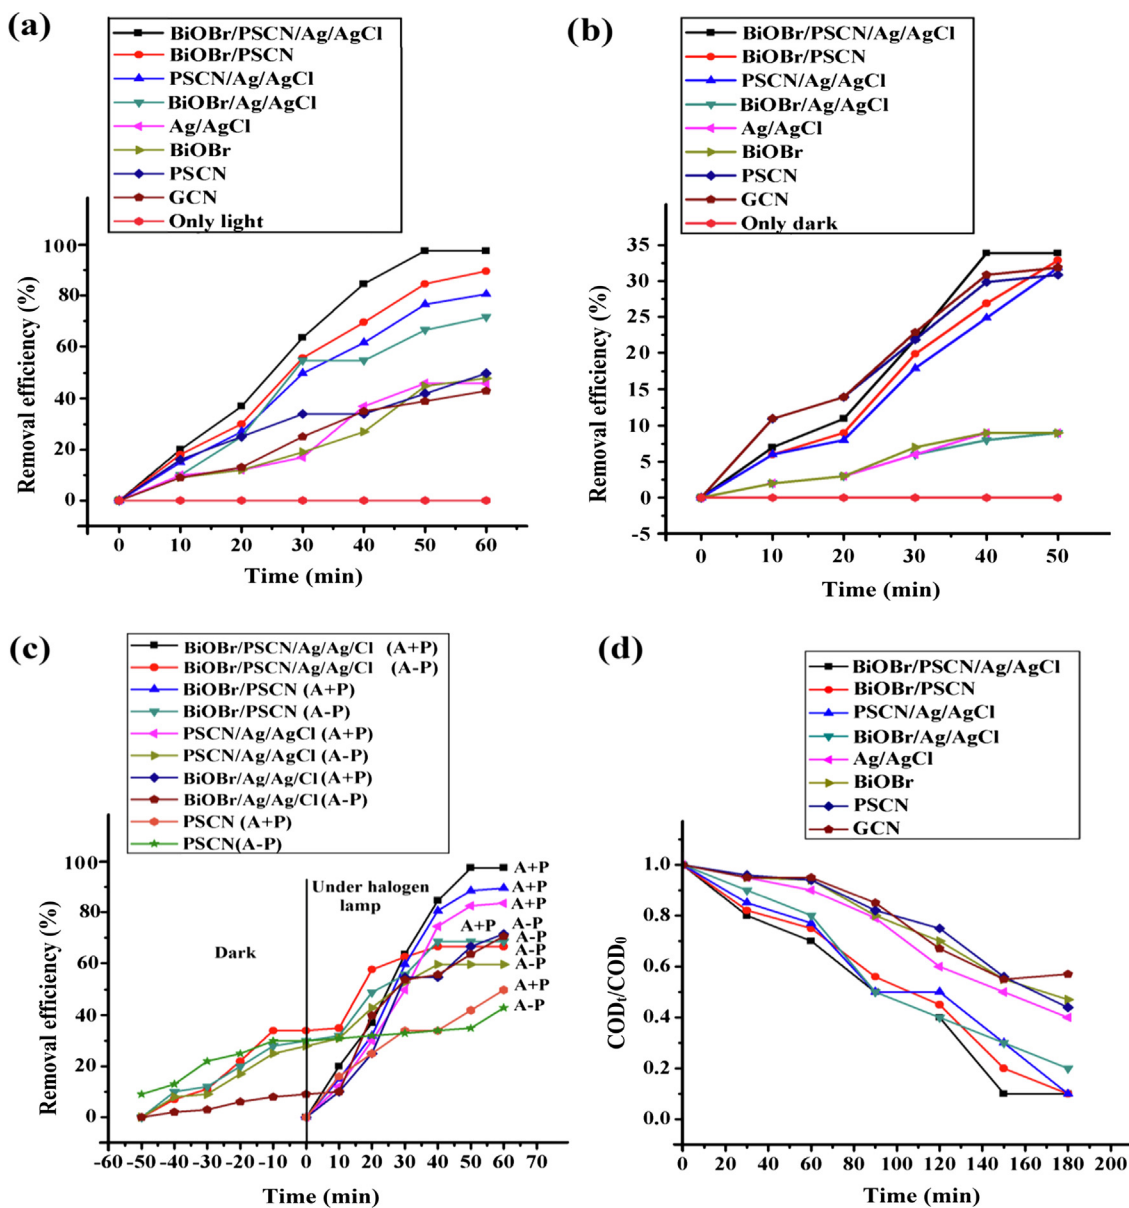 (a)
BiOBr/PSCN/Ag/AgCl
BiOBr/PSCN
PSCN/Ag/AgCl
BiOBr/Ag/AgCl
Ag/AgCl
BiOBr
PSCN
GCN
Only light
100
80
60
40
20
0
Removal efficiency (%)
0 10 20 30 40 50 60
Time (min)
(b)
BiOBr/PSCN/Ag/AgCl
BiOBr/PSCN
PSCN/Ag/AgCl
BiOBr/Ag/AgCl
Ag/AgCl
BiOBr
PSCN
GCN
Only dark
35
30
25
20
15
10
5
0
-5
Removal efficiency (%)
0 10 20 30 40 50
Time (min)
(c)
BiOBr/PSCN/Ag/Ag/Cl (A+P)
BiOBr/PSCN/Ag/Ag/Cl (A-P)
BiOBr/PSCN (A+P)
BiOBr/PSCN (A-P)
PSCN/Ag/AgCl (A+P)
PSCN/Ag/AgCl (A-P)
BiOBr/Ag/Ag/Cl (A+P)
BiOBr/Ag/Ag/Cl (A-P)
PSCN (A+P)
PSCN(A-P)
100
80
60
40
20
0
Removal efficiency (%)
Dark
Under halogen
lamp
A+P
A+P
A+P
A-P
A+P
A-P
A-P
A-P
A+P
A-P
-60 -50 -40 -30 -20 -10 0 10 20 30 40 50 60 70
Time (min)
(d)
BiOBr/PSCN/Ag/AgCl
BiOBr/PSCN
PSCN/Ag/AgCl
BiOBr/Ag/AgCl
Ag/AgCl
BiOBr
PSCN
GCN
1.0
0.8
0.6
0.4
0.2
0.0
CODt/COD0
0 20 40 60 80 100 120 140 160 180 200
Time (min)